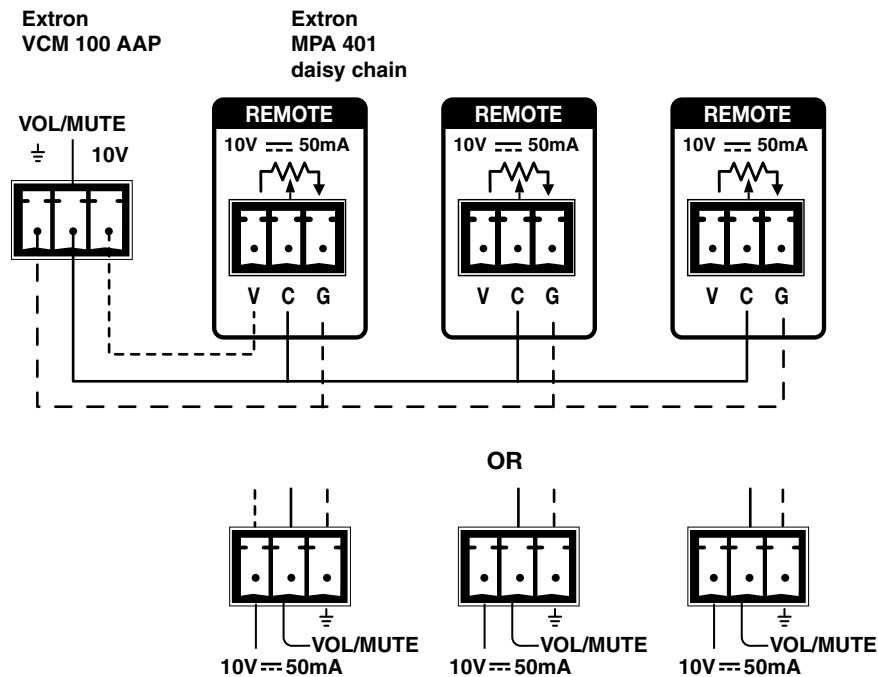 Extron
VCM 100 AAP
Extron
MPA 401
daisy chain
VOL/MUTE
10V
REMOTE
10V 50mA
V C G
REMOTE
10V 50mA
V C G
REMOTE
10V 50mA
V C G
OR
VOL/MUTE
10V 50mA
VOL/MUTE
10V 50mA
VOL/MUTE
10V 50mA